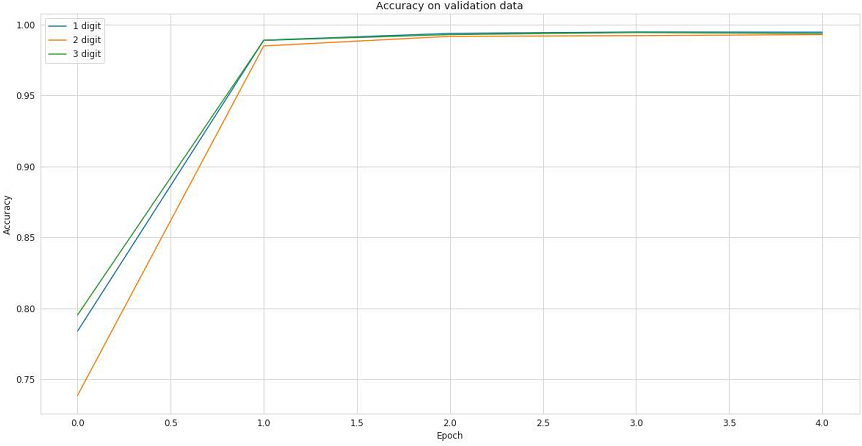 Accuracy on validation data
1 digit
2 digit
3 digit
Accuracy
1.00
0.95
0.90
0.85
0.80
0.75
0.0 0.5 1.0 1.5 2.0 2.5 3.0 3.5 4.0
Epoch